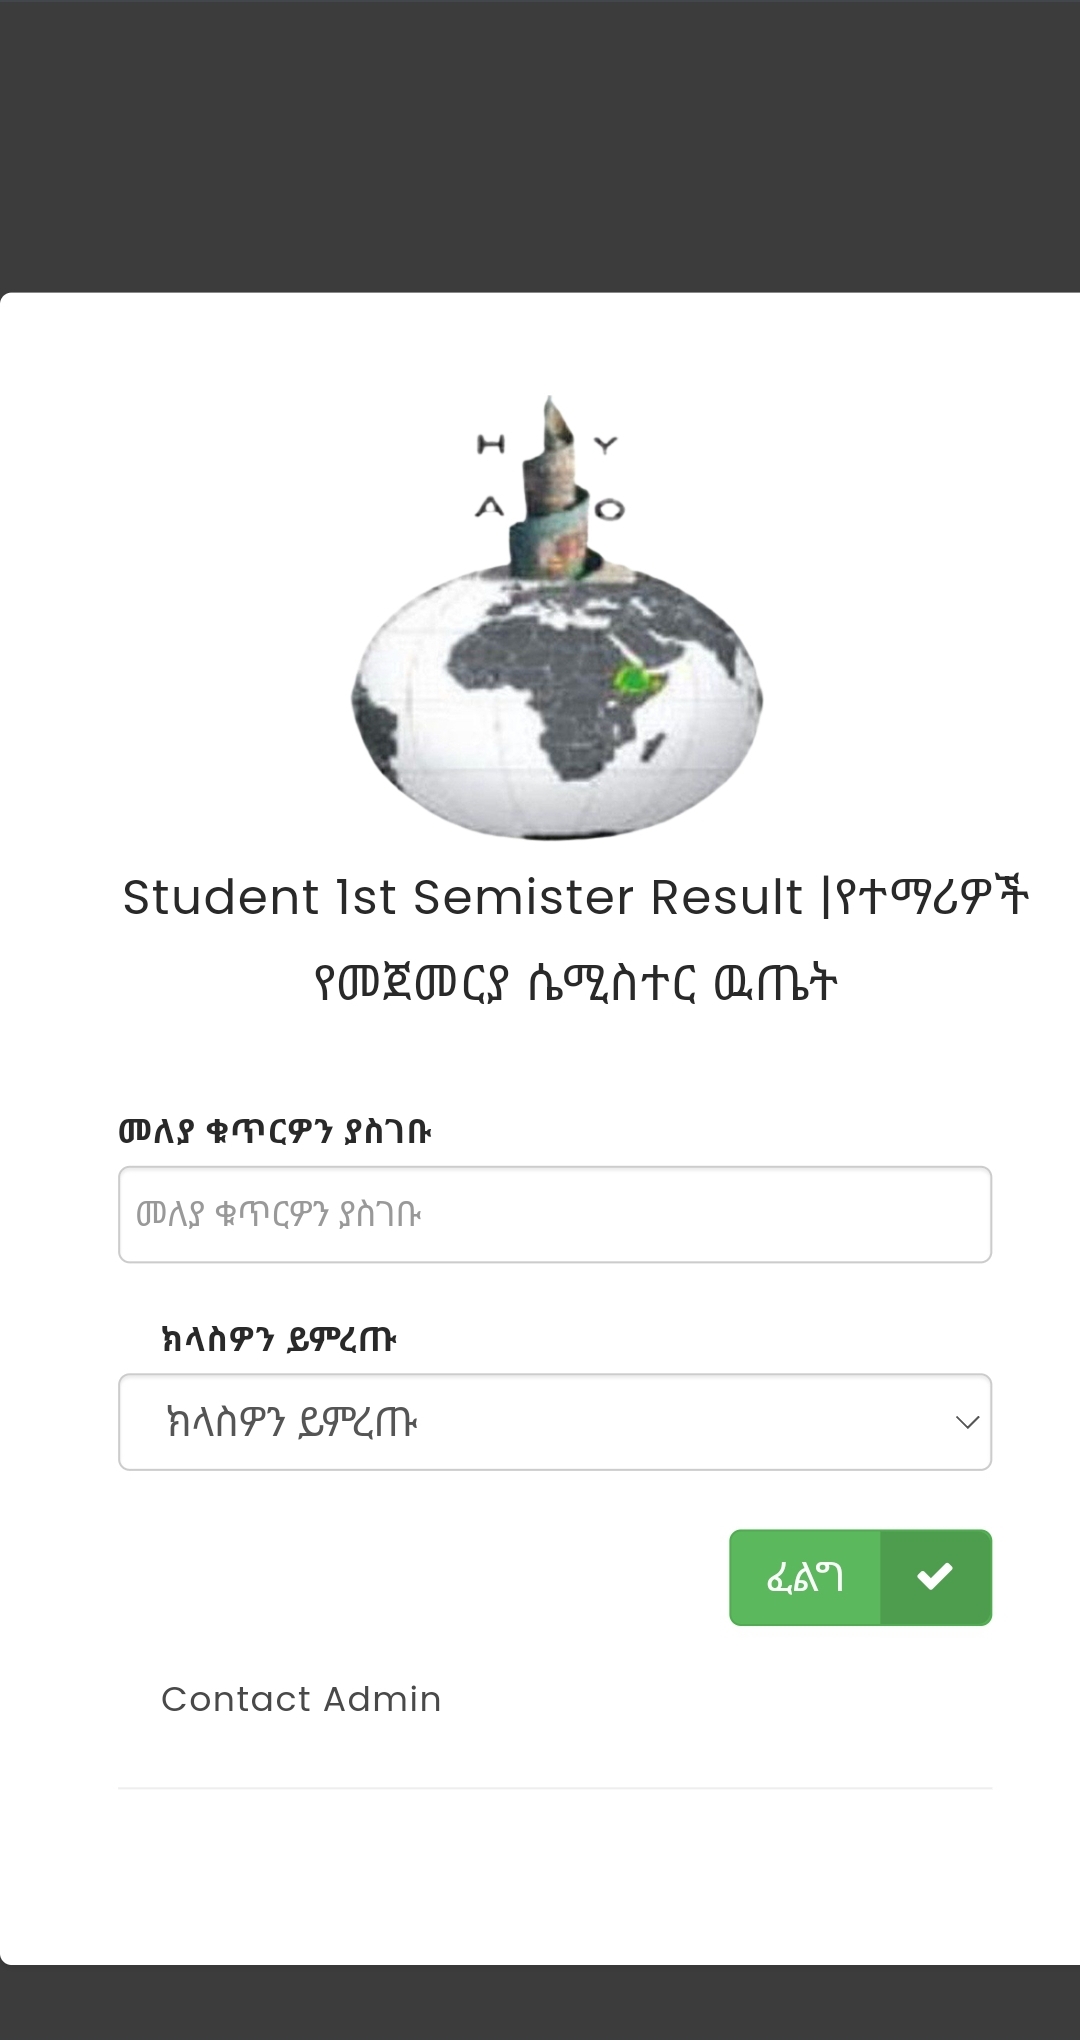 H Y
A O
Student 1st Semister Result |የተማሪዎች
የመጀመርያ ሴሚስተር ዉጤት
መለያ ቁጥርዎን ያስገቡ
መለያ ቁጥርዎን ያስገቡ
ክላስዎን ይምረጡ
ክላስዎን ይምረጡ
ፈልግ
Contact Admin